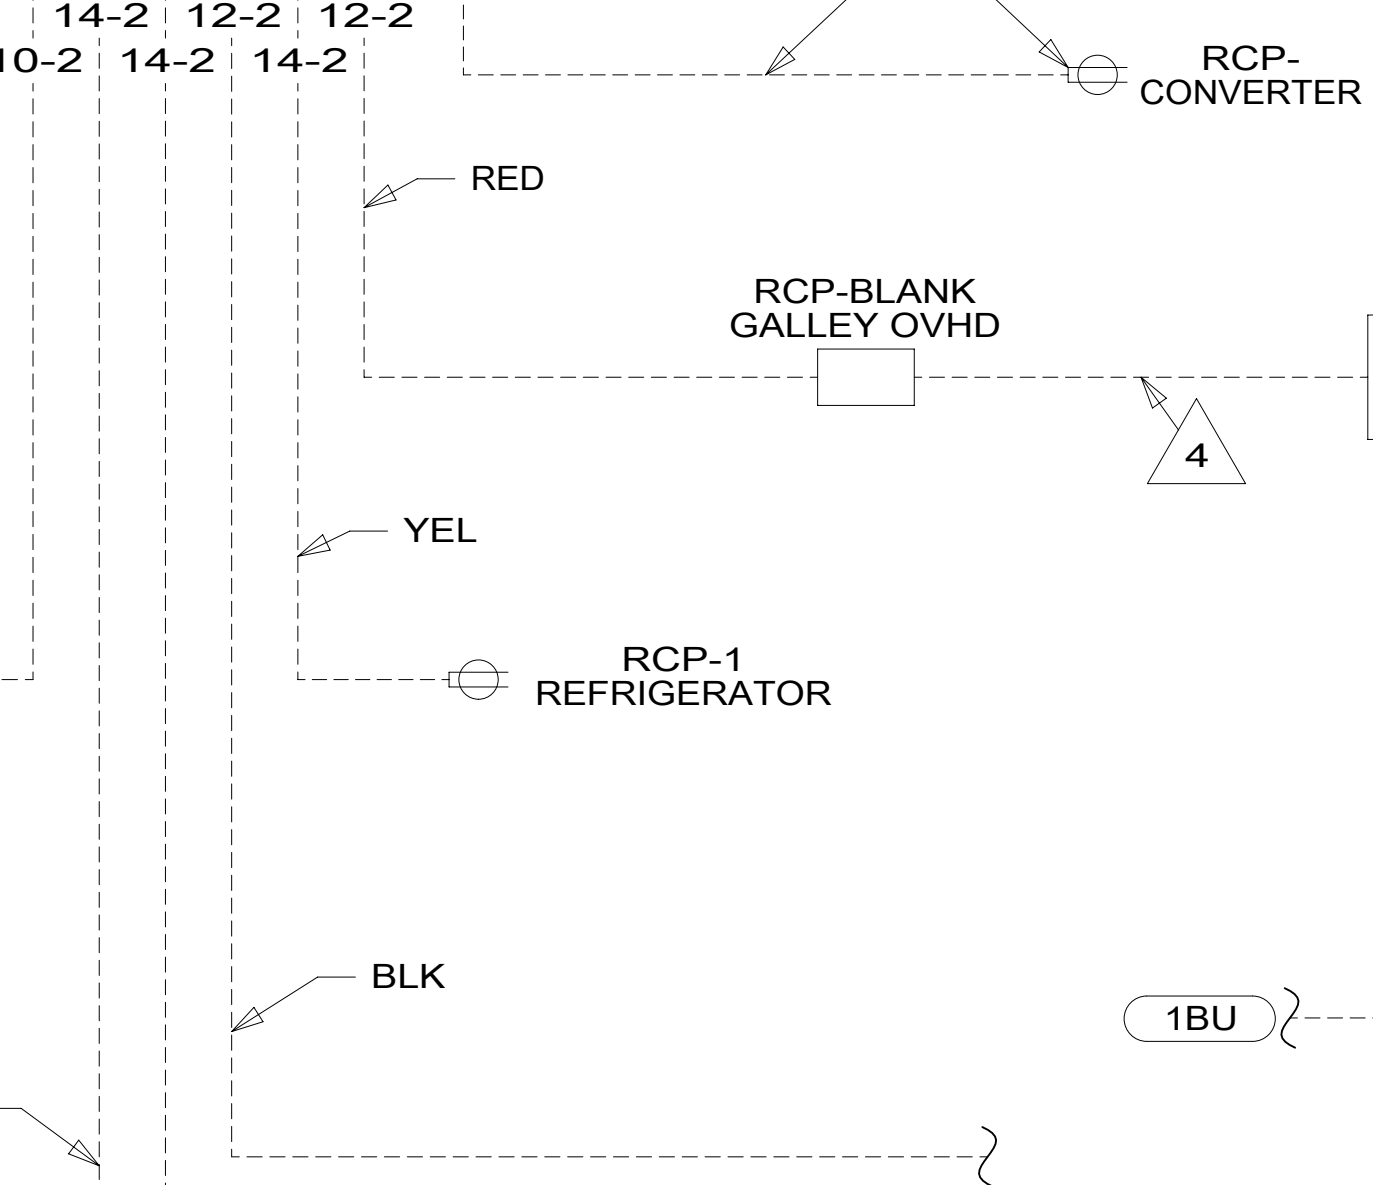 14-2 12-2 12-2
10-2 14-2 14-2
RCP-
CONVERTER
RED
RCP-BLANK
GALLEY OVHD
4
YEL
RCP-1
REFRIGERATOR
BLK
1BU